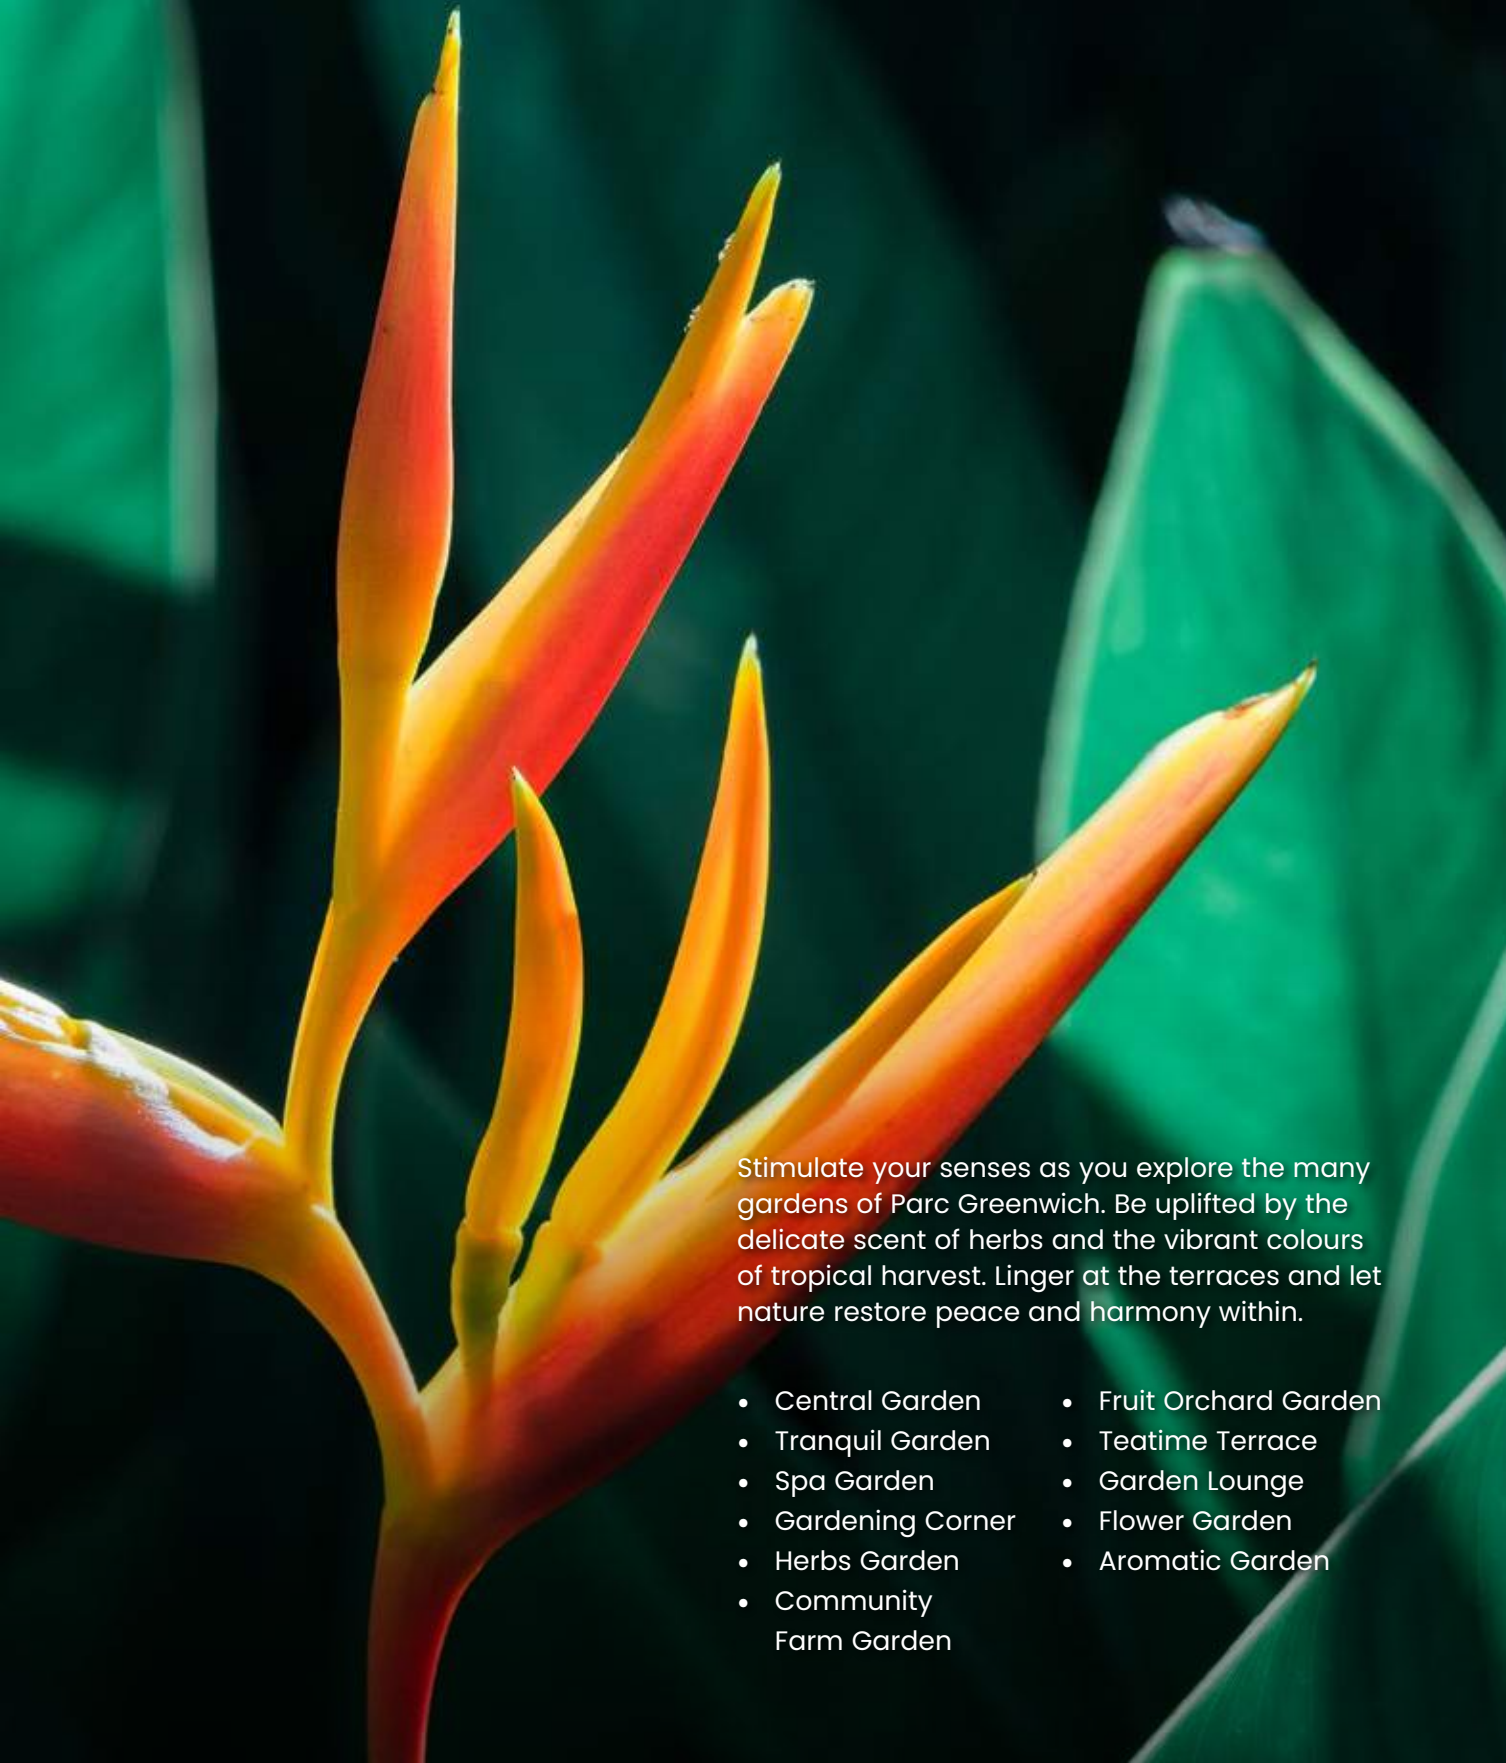 Stimulate your senses as you explore the many
gardens of Parc Greenwich. Be uplifted by the
delicate scent of herbs and the vibrant colours
of tropical harvest. Linger at the terraces and let
nature restore peace and harmony within.
• Central Garden
• Tranquil Garden
• Spa Garden
• Gardening Corner
• Herbs Garden
• Community
Farm Garden
• Fruit Orchard Garden
• Teatime Terrace
• Garden Lounge
• Flower Garden
• Aromatic Garden